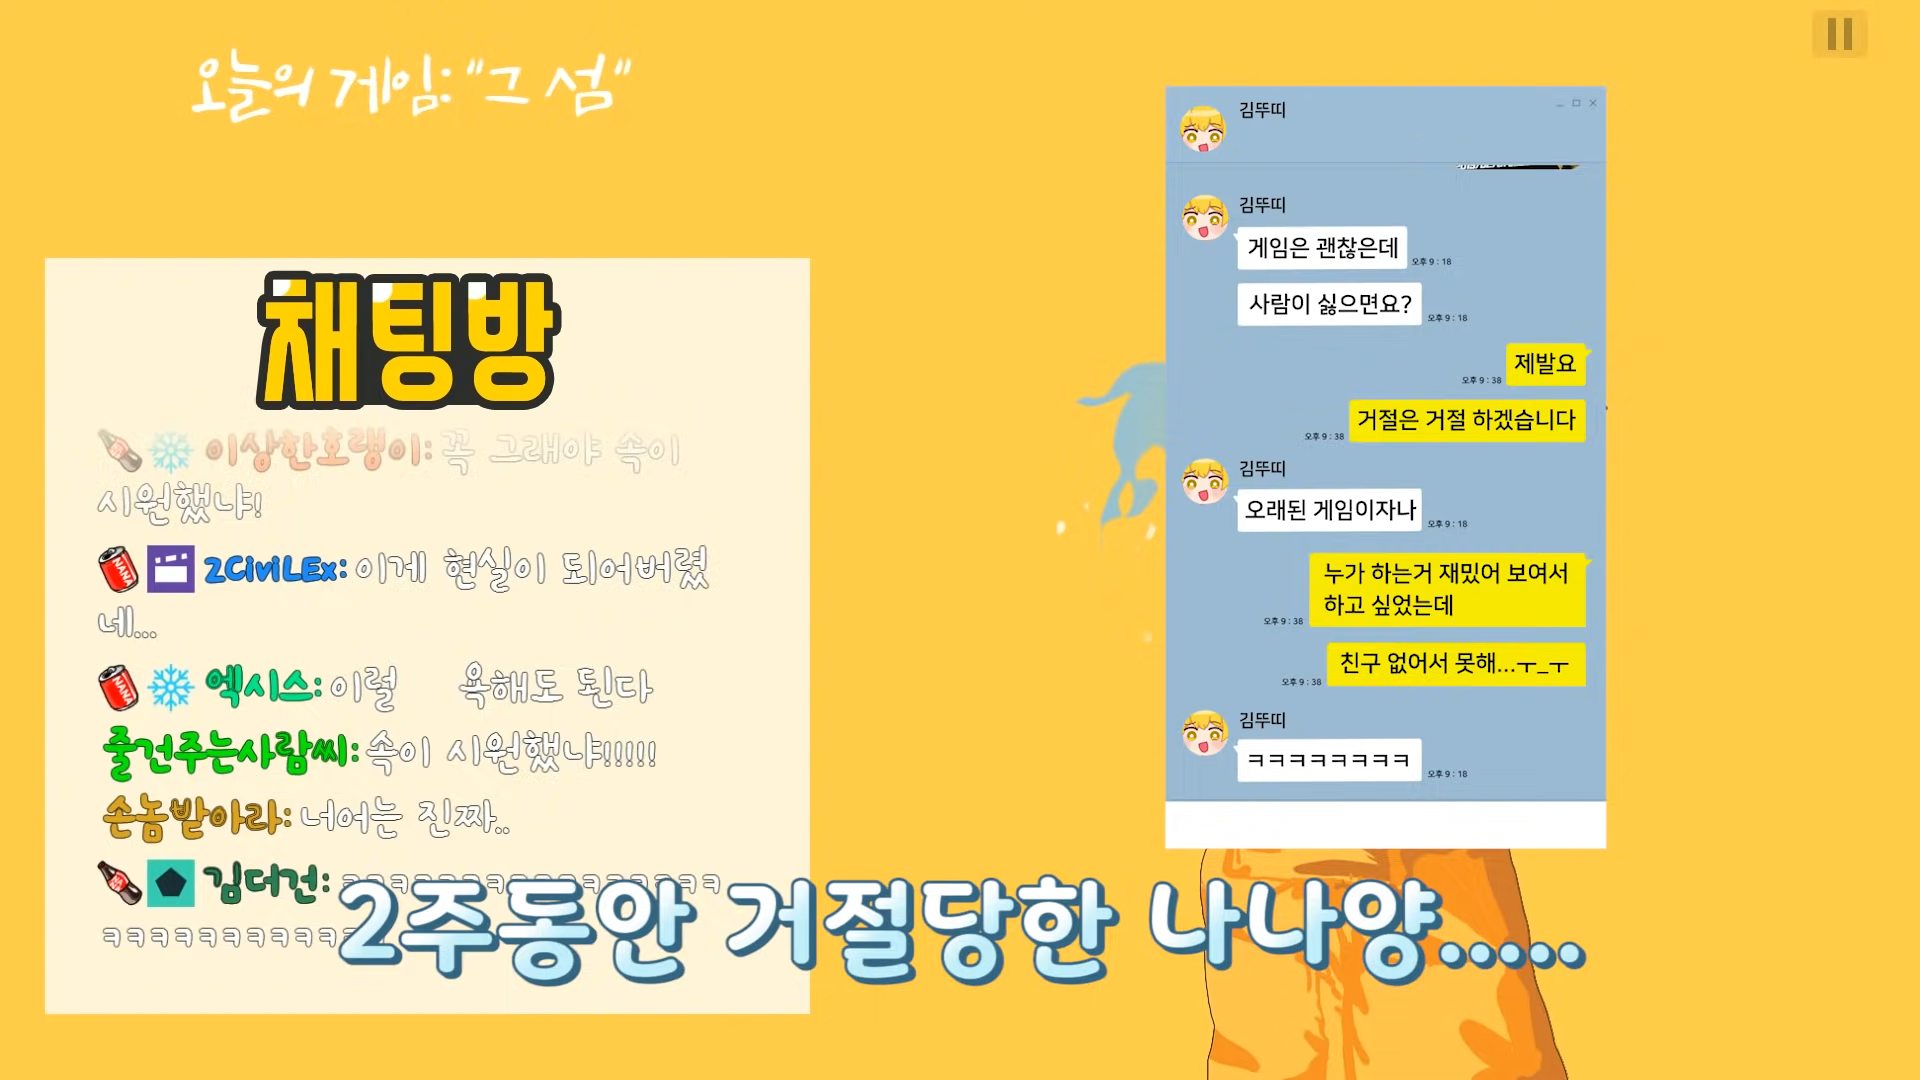 오늘의 게임: "그 섬"
채팅방
이상한호랭이: 꼭 그래야 속이
시원했냐!
NANA 2CiviLEx: 이게 현실이 되어버렸
네...
NANA 엑시스: 이럴 욕해도 된다
줄건주는사람씨: 속이 시원했냐!!!!!
손놈받아라: 너어는 진짜..
김더건:
ㅋㅋㅋㅋㅋㅋㅋㅋㅋㅋ
김뚜띠
김뚜띠
게임은 괜찮은데
오후 9 : 18
사람이 싫으면요?
오후 9 : 18
제발요
오후 9 : 38
거절은 거절 하겠습니다
오후 9 : 38
김뚜띠
오래된 게임이자나
오후 9 : 18
누가 하는거 재밌어 보여서
하고 싶었는데
오후 9 : 38
친구 없어서 못해...ㅜ_ㅜ
오후 9 : 38
김뚜띠
ㅋㅋㅋㅋㅋㅋㅋㅋ
오후 9 : 18
2주동안 거절당한 나나양.....